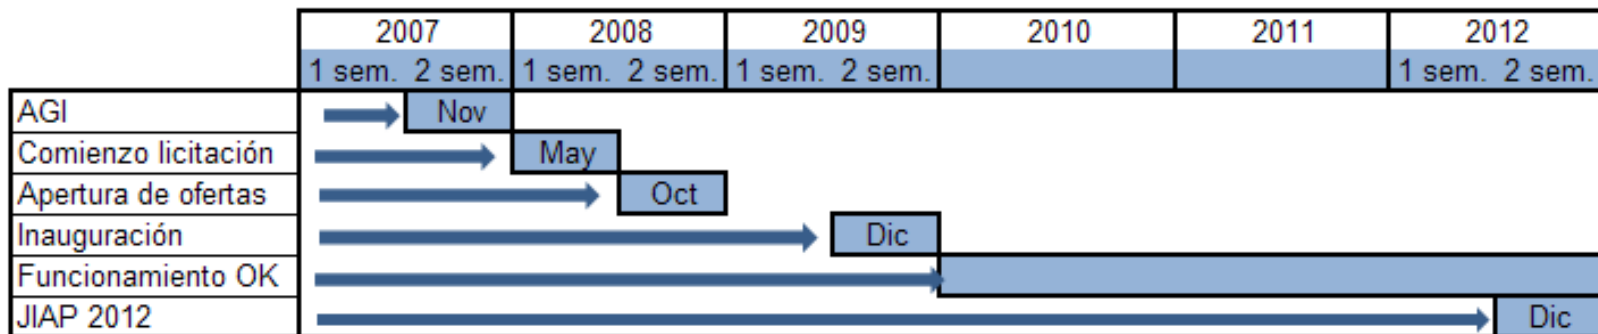 2007 2008 2009 2010 2011 2012
1 sem. 2 sem. 1 sem. 2 sem. 1 sem. 2 sem. 1 sem. 2 sem.
AGI Nov
Comienzo licitación May
Apertura de ofertas Oct
Inauguración Dic
Funcionamiento OK
JIAP 2012 Dic